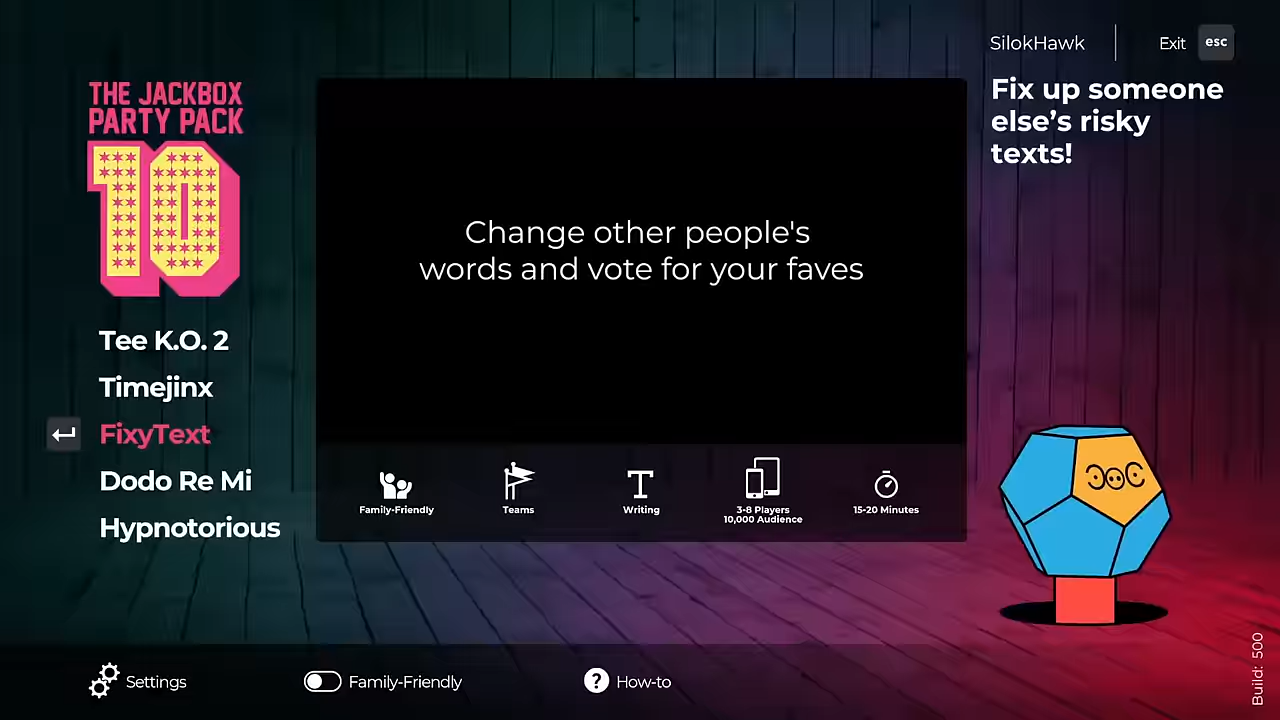 SilokHawk
Exit
esc
THE JACKBOX
PARTY PACK
10
Fix up someone
else’s risky
texts!
Change other people's
words and vote for your faves
Tee K.O. 2
Timejinx
FixyText
Dodo Re Mi
Hypnotorious
Family-Friendly
Teams
T
Writing
3-8 Players
10,000 Audience
15-20 Minutes
Settings
Family-Friendly
?
How-to
Build: 500